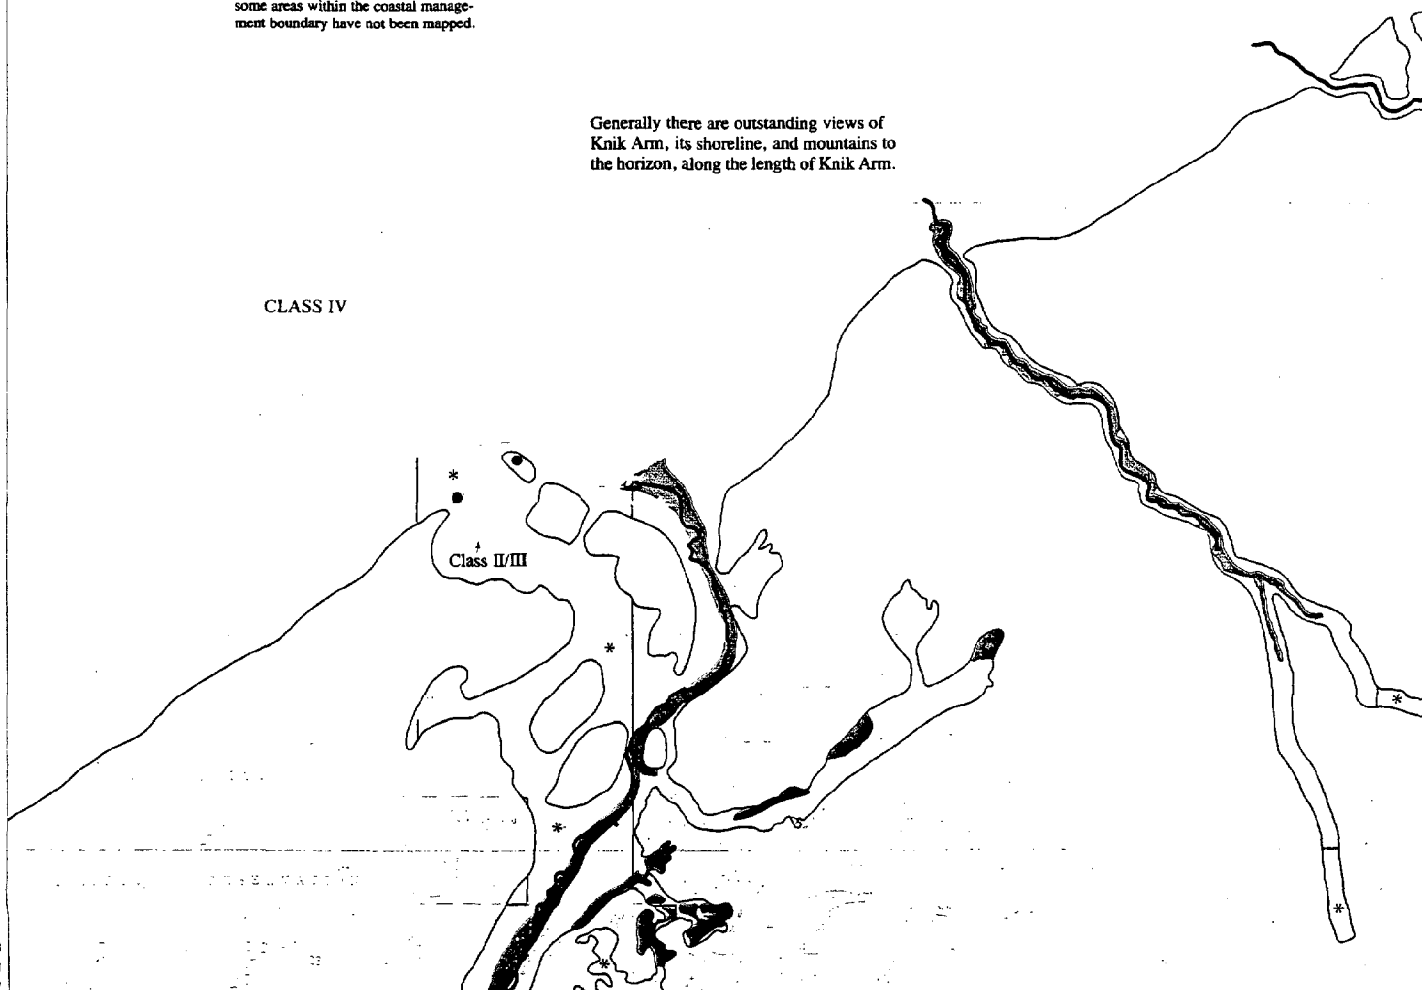 some areas within the coastal manage-
ment boundary have not been mapped.
Generally there are outstanding views of
Knik Arm, its shoreline, and mountains to
the horizon, along the length of Knik Arm.
CLASS IV
*
Class II/III
*
*
*
*
*